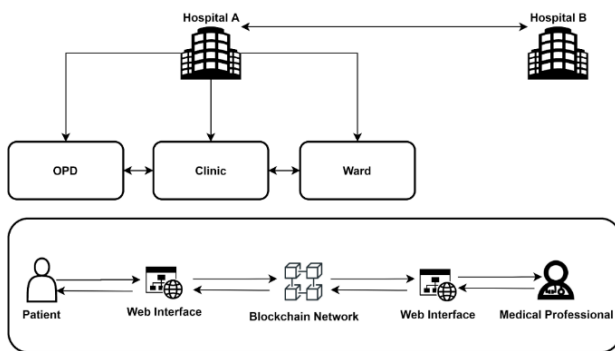 Hospital A
Hospital B
OPD
Clinic
Ward
Patient
Web Interface
Blockchain Network
Web Interface
Medical Professional